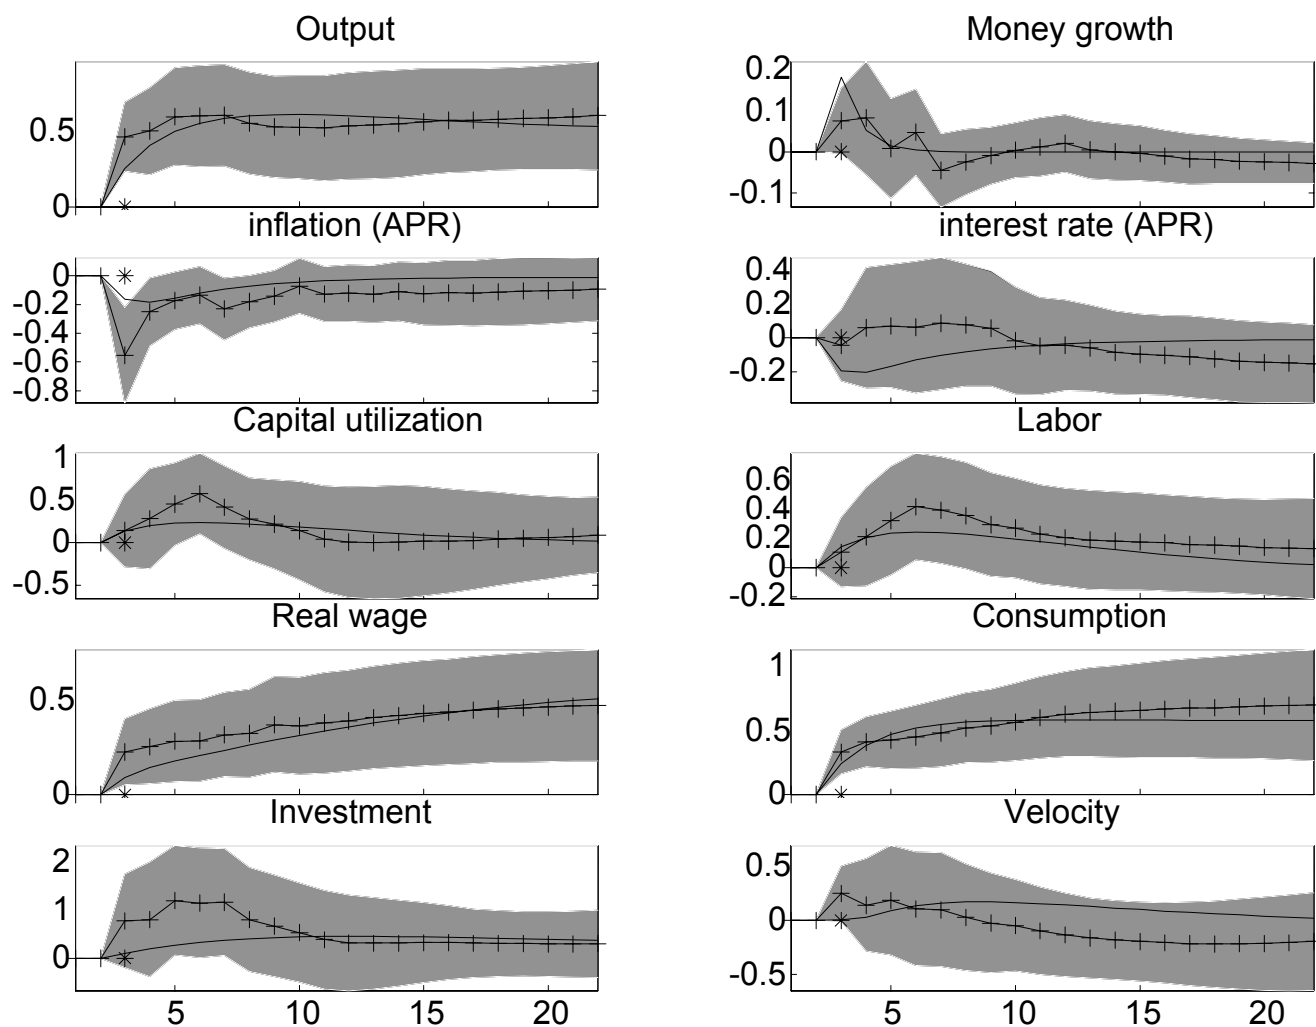 Output
0.5
0
Money growth
0.2
0.1
0
-0.1
inflation (APR)
0
-0.2
-0.4
-0.6
-0.8
interest rate (APR)
0.4
0.2
0
-0.2
Capital utilization
1
0.5
0
-0.5
Labor
0.6
0.4
0.2
0
-0.2
Real wage
0.5
0
Consumption
1
0.5
0
Investment
2
1
0
5 10 15 20
Velocity
0.5
0
-0.5
5 10 15 20